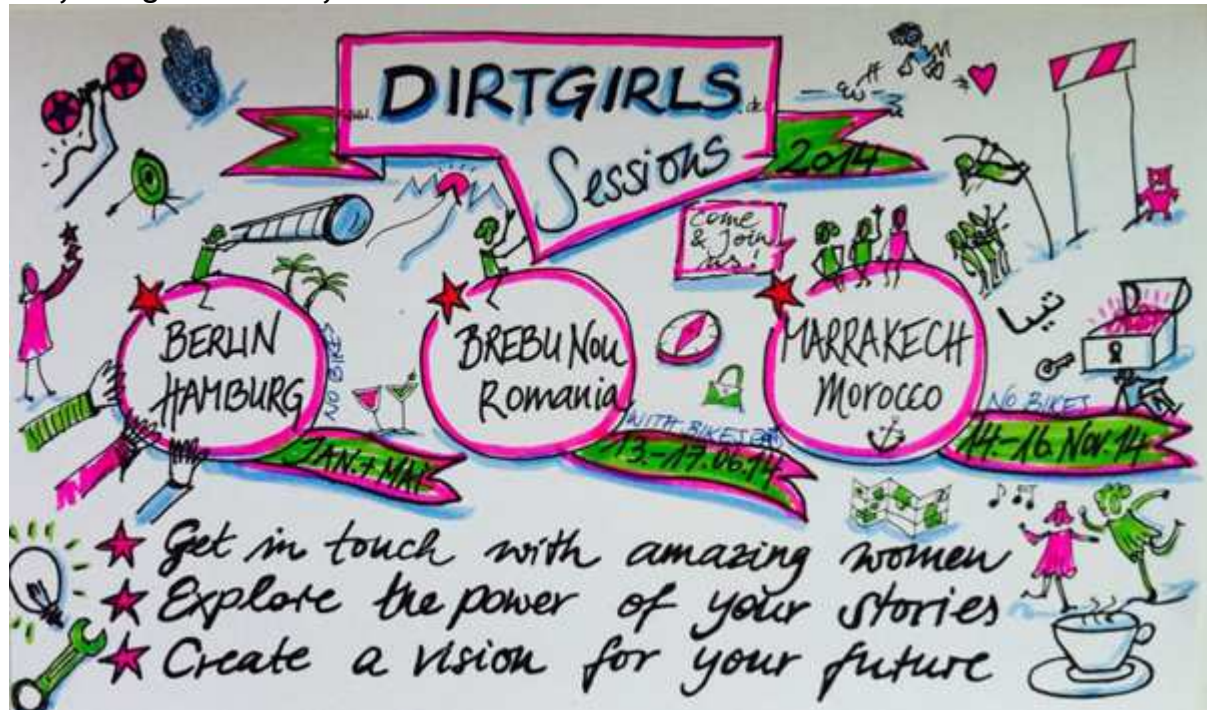 www.
DIRTGIRLS
.de
Sessions
2014
Come
& Join
us!
BERLIN
HAMBURG
NO BIKES
JAN.+MAI
BREBU NOU
Romania
WITH BIKES
13.-17.06.14
MARRAKECH
Morocco
NO BIKES
14.-16. Nov. 14
Get in touch with amazing women
Explore the power of your stories
Create a vision for your future